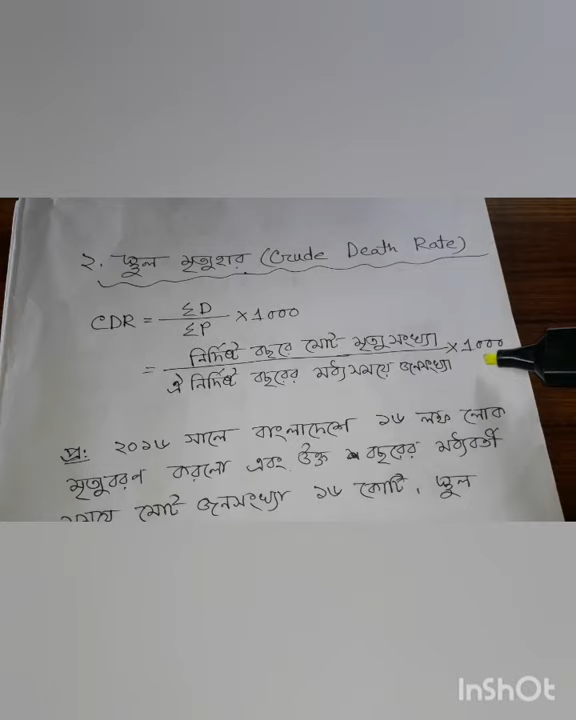 ২. স্থুল মৃত্যুহার (Crude Death Rate)
CDR = ΣD / ΣP × 1000
= নির্দিষ্ট বছরে মোট মৃত্যুসংখ্যা / ঐ নির্দিষ্ট বছরের মধ্যসময়ে জনসংখ্যা × 1000
প্র: ২০১৬ সালে বাংলাদেশে ১৬ লক্ষ লোক
মৃত্যুবরণ করলো এবং উক্ত বছরের মধ্যবর্তী
সময়ে মোট জনসংখ্যা ১৬ কোটি, স্থুল
InShOt